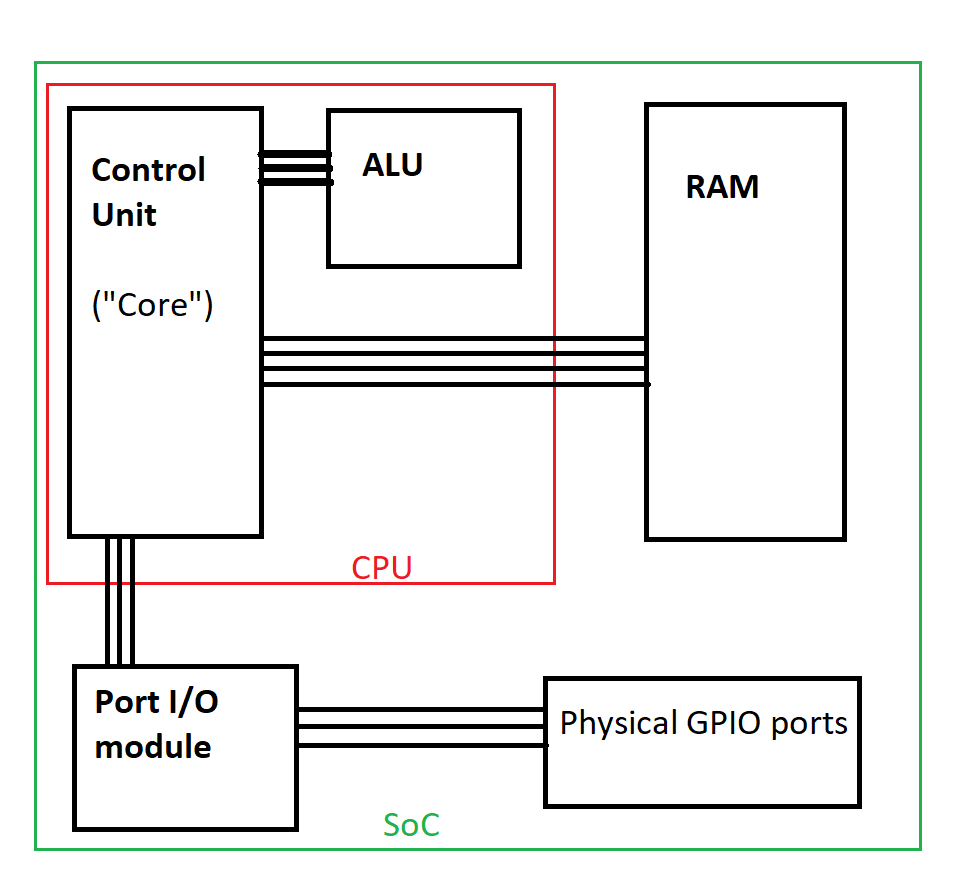 Control
Unit
("Core")
ALU
RAM
CPU
Port I/O
module
Physical GPIO ports
SoC